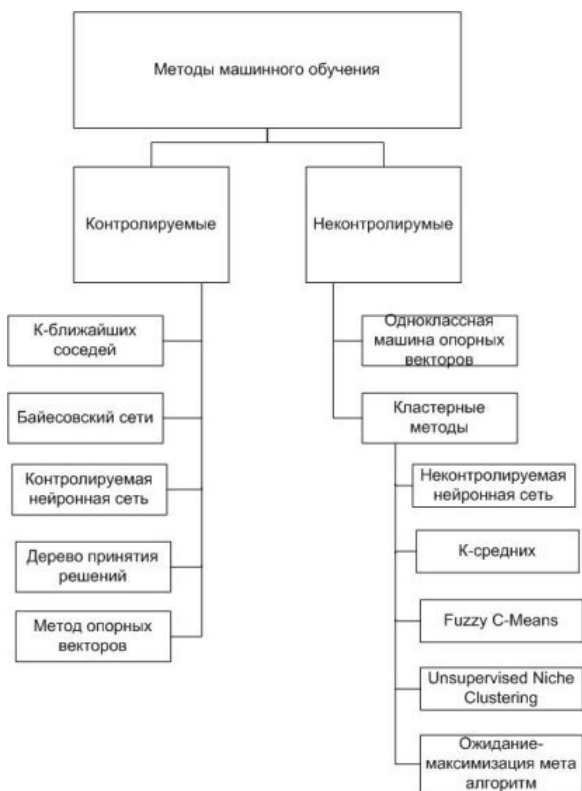 Методы машинного обучения
Контролируемые
Неконтролирумые
К-ближайших
соседей
Байесовский сети
Контролируемая
нейронная сеть
Дерево принятия
решений
Метод опорных
векторов
Одноклассная
машина опорных
векторов
Кластерные
методы
Неконтролируемая
нейронная сеть
К-средних
Fuzzy C-Means
Unsupervised Niche
Clustering
Ожидание-
максимизация мета
алгоритм